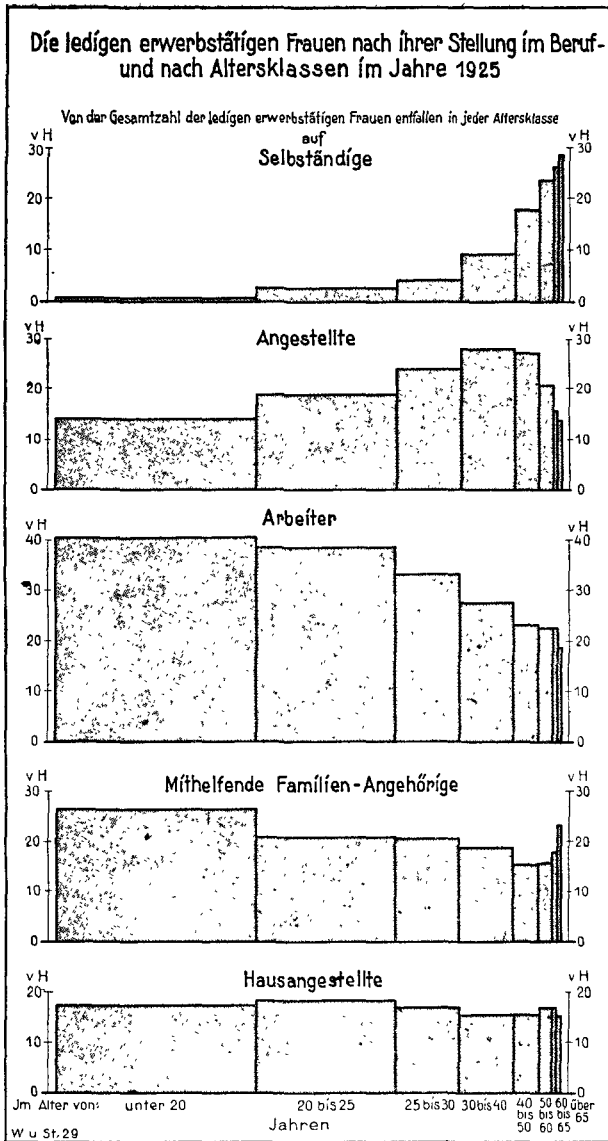 Die ledigen erwerbstätigen Frauen nach ihrer Stellung im Beruf-
und nach Altersklassen im Jahre 1925
Von der Gesamtzahl der ledigen erwerbstätigen Frauen entfallen in jeder Altersklasse
auf
vH vH
Selbständige
30 30
20 20
10 10
0 0
vH vH
Angestellte
30 30
20 20
10 10
0 0
Arbeiter
vH vH
40 40
30 30
20 20
10 10
0 0
Mithelfende Familien-Angehörige
vH vH
30 30
20 20
10 10
0 0
Hausangestellte
vH vH
20 20
10 10
0 0
Jm Alter von: unter 20 20 bis 25 25 bis 30 30 bis 40 40 bis 50 50 bis 60 60 bis 65 über 65
Jahren
W u St. 29